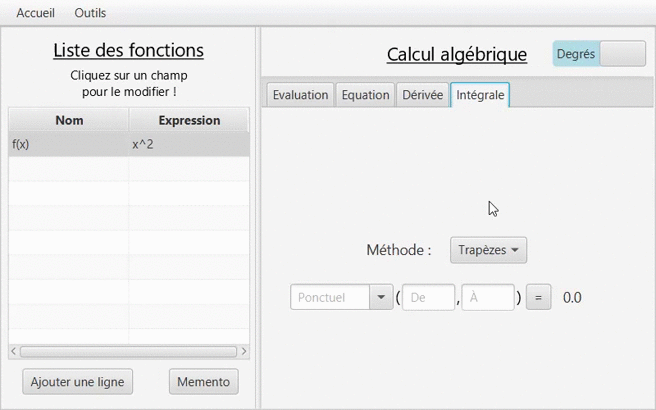 Accueil Outils
Liste des fonctions
Cliquez sur un champ
pour le modifier !
Nom Expression
f(x) x^2
Ajouter une ligne Memento
Calcul algébrique Degrés
Evaluation Equation Dérivée Intégrale
Méthode : Trapèzes
Ponctuel ( De , À ) = 0.0